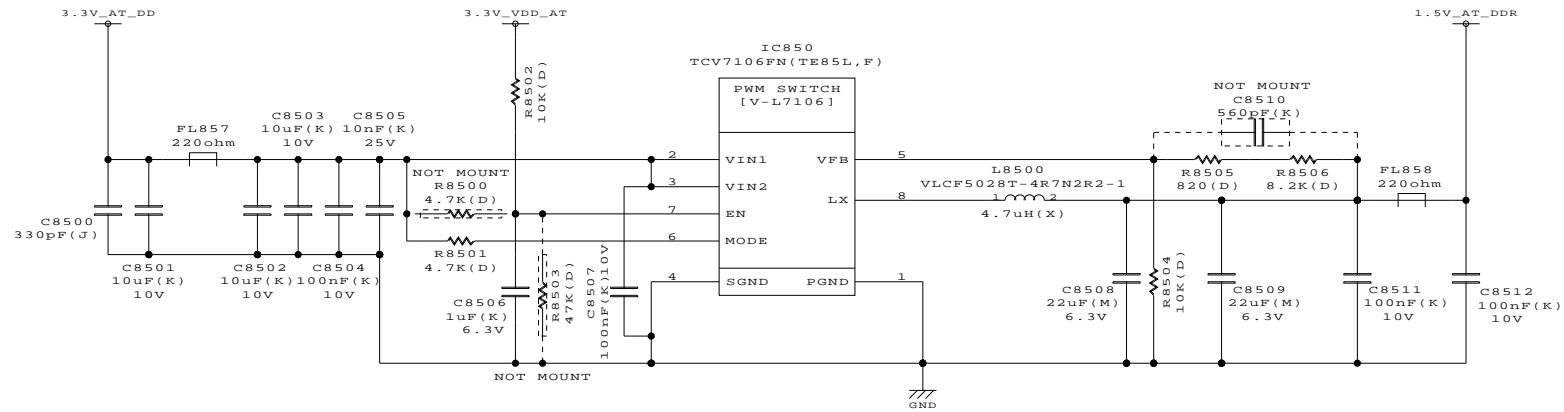 3.3V_AT_DD
3.3V_VDD_AT
1.5V_AT_DDR
IC850
TCV7106FN(TE85L,F)
PWM SWITCH
[V-L7106]
R8502
10K(D)
NOT MOUNT
C8510
560pF(K)
FL857
220ohm
C8503
10uF(K)
10V
C8505
10nF(K)
25V
2
VIN1
VFB
5
3
VIN2
7
EN
LX
8
6
MODE
4
SGND
PGND
1
NOT MOUNT
R8500
4.7K(D)
R8501
4.7K(D)
L8500
VLCF5028T-4R7N2R2-1
1
2
4.7uH(X)
R8505
820(D)
R8506
8.2K(D)
FL858
220ohm
C8500
330pF(J)
C8501
10uF(K)
10V
C8502
10uF(K)
10V
C8504
100nF(K)
10V
C8506
1uF(K)
6.3V
R8503
47K(D)
C8507
100nF(K)10V
NOT MOUNT
C8508
22uF(M)
6.3V
R8504
10K(D)
C8509
22uF(M)
6.3V
C8511
100nF(K)
10V
C8512
100nF(K)
10V
GND